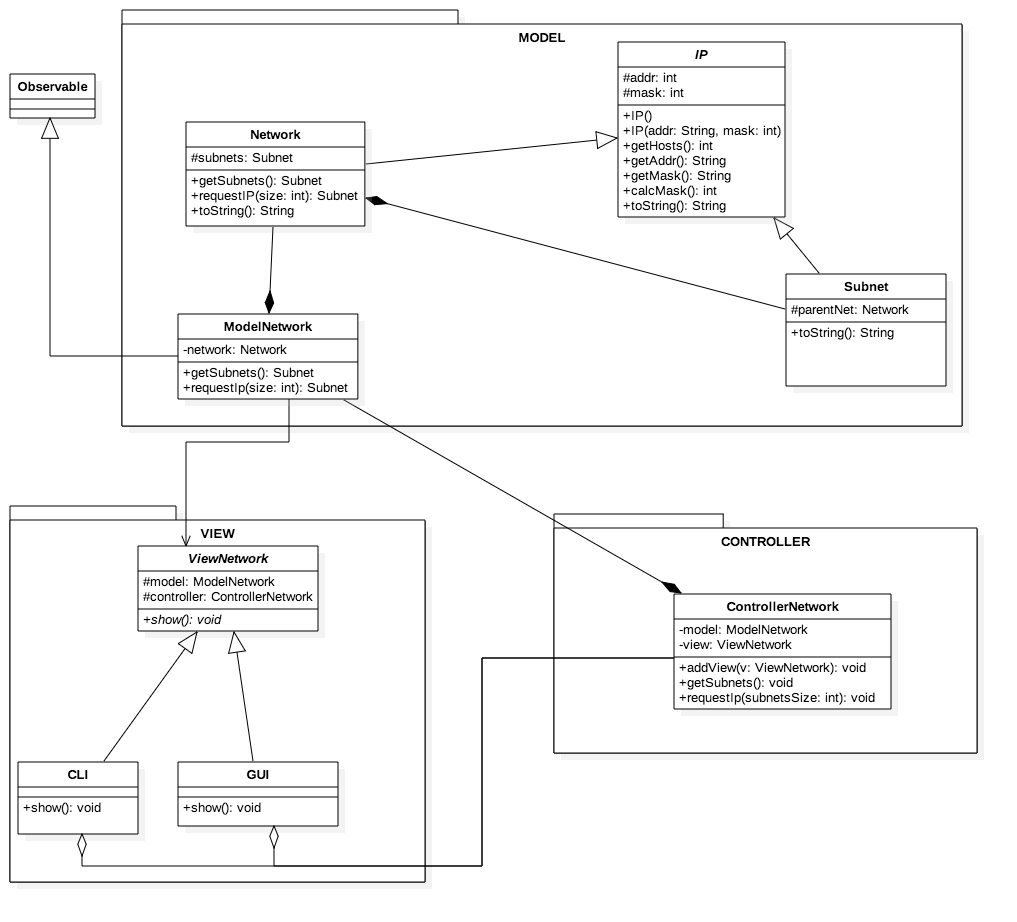 MODEL
Observable
IP
#addr: int
#mask: int
+IP()
+IP(addr: String, mask: int)
+getHosts(): int
+getAddr(): String
+getMask(): String
+calcMask(): int
+toString(): String
Network
#subnets: Subnet
+getSubnets(): Subnet
+requestIP(size: int): Subnet
+toString(): String
Subnet
#parentNet: Network
+toString(): String
ModelNetwork
-network: Network
+getSubnets(): Subnet
+requestIp(size: int): Subnet
VIEW
ViewNetwork
#model: ModelNetwork
#controller: ControllerNetwork
+show(): void
CLI
+show(): void
GUI
+show(): void
CONTROLLER
ControllerNetwork
-model: ModelNetwork
-view: ViewNetwork
+addView(v: ViewNetwork): void
+getSubnets(): void
+requestIp(subnetsSize: int): void